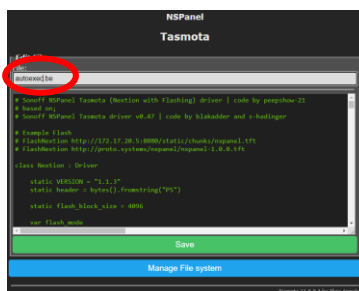 NSPanel
Tasmota
autoexec.be
# Sonoff NSPanel Tasmota (Nextion with Flashing) driver | code by peepshow-21
# based on;
# Sonoff NSPanel Tasmota driver v0.47 | code by blakadder and s-hadinger
# Example Flash
# FlashNextion http://172.17.20.5:8080/static/chunks/nspanel.tft
# FlashNextion http://proto.systems/nspanel/nspanel-1.0.8.tft
class Nextion : Driver
static VERSION = "1.1.3"
static header = bytes().fromstring("PS")
static flash_block_size = 4096
var flash_mode
Save
Manage File system